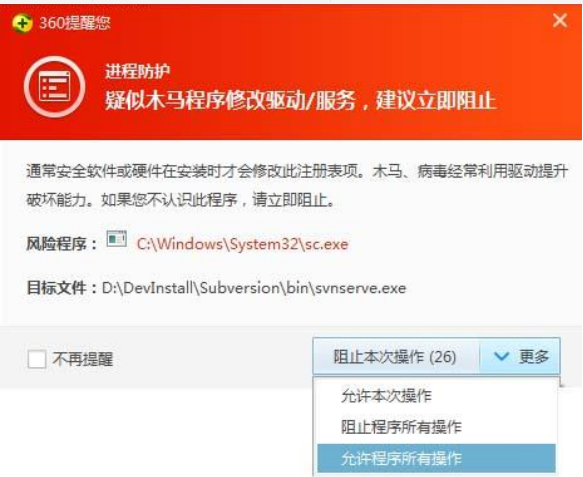 360提醒您
进程防护
疑似木马程序修改驱动/服务，建议立即阻止
通常安全软件或硬件在安装时才会修改此注册表项。木马、病毒经常利用驱动提升
破坏能力。如果您不认识此程序，请立即阻止。
风险程序： C:\Windows\System32\sc.exe
目标文件：D:\DevInstall\Subversion\bin\svnserve.exe
不再提醒
阻止本次操作 (26) 更多
允许本次操作
阻止程序所有操作
允许程序所有操作